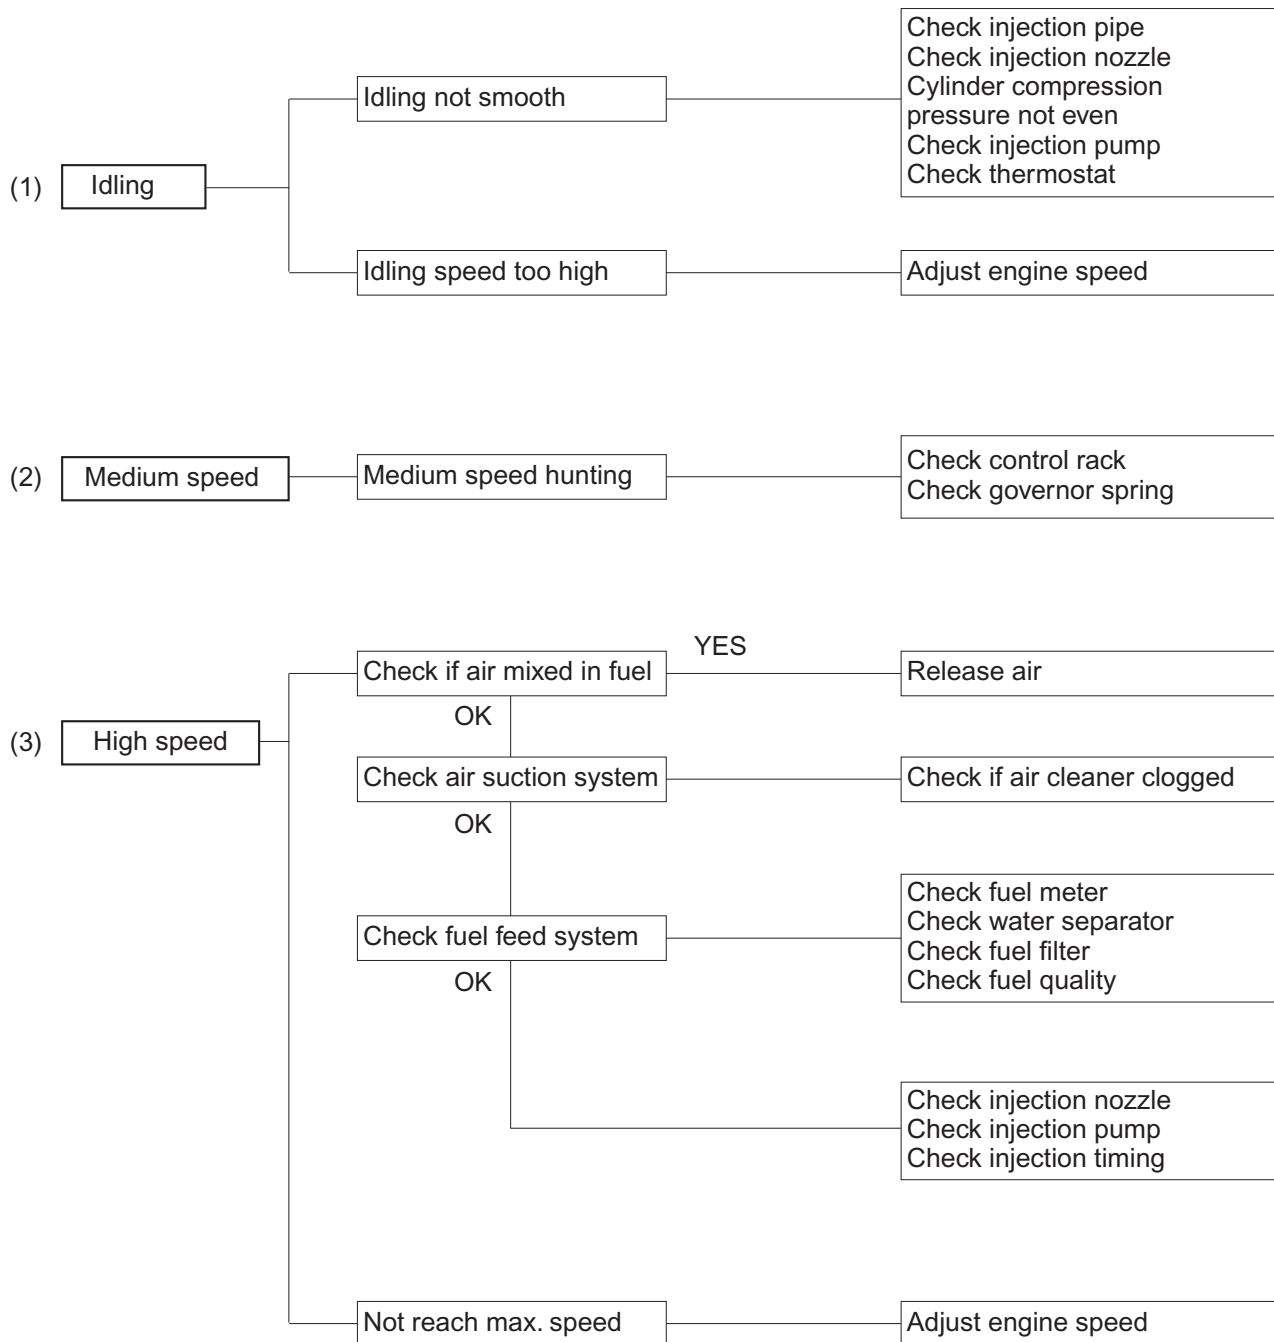 (1)
Idling
Idling not smooth
Check injection pipe
Check injection nozzle
Cylinder compression
pressure not even
Check injection pump
Check thermostat
Idling speed too high
Adjust engine speed
(2)
Medium speed
Medium speed hunting
Check control rack
Check governor spring
(3)
High speed
Check if air mixed in fuel
YES
Release air
OK
Check air suction system
Check if air cleaner clogged
OK
Check fuel feed system
Check fuel meter
Check water separator
Check fuel filter
Check fuel quality
OK
Check injection nozzle
Check injection pump
Check injection timing
Not reach max. speed
Adjust engine speed